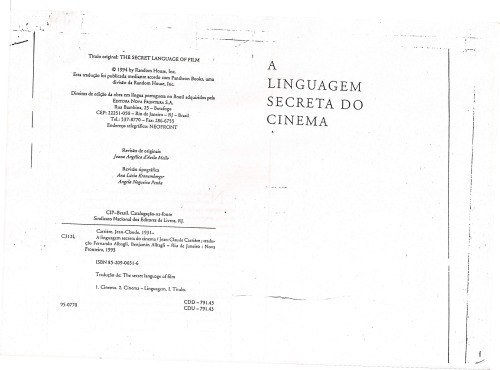 Título original: THE SECRET LANGUAGE OF FILM
© 1994 by Random House, Inc.
Esta tradução foi publicada mediante acordo com Pantheon Books, uma
divisão da Random House, Inc.
Direitos de edição da obra em língua portuguesa no Brasil adquiridos pela
EDITORA NOVA FRONTEIRA S.A.
Rua Bambina, 25 – Botafogo
CEP: 22251-050 – Rio de Janeiro – RJ – Brasil
Tel.: 537-8770 – Fax: 286-6755
Endereço telegráfico: NEOFRONT
Revisão de originais
Joana Angélica d'Avila Melo
Revisão tipográfica
Ana Lúcia Kronemberger
Angela Nogueira Pessôa
CIP-Brasil. Catalogação-na-fonte
Sindicato Nacional dos Editores de Livros, RJ.
Carrière, Jean-Claude, 1931-
C312L A linguagem secreta do cinema / Jean-Claude Carrière; tradu-
ção Fernando Albagli, Benjamin Albagli – Rio de Janeiro : Nova
Fronteira, 1995
ISBN 85-209-0651-6
Tradução de: The secret language of film
1. Cinema. 2. Cinema – Linguagem. I. Título.
95-0770
CDD – 791.43
CDU – 791.43
A
LINGUAGEM
SECRETA DO
CINEMA